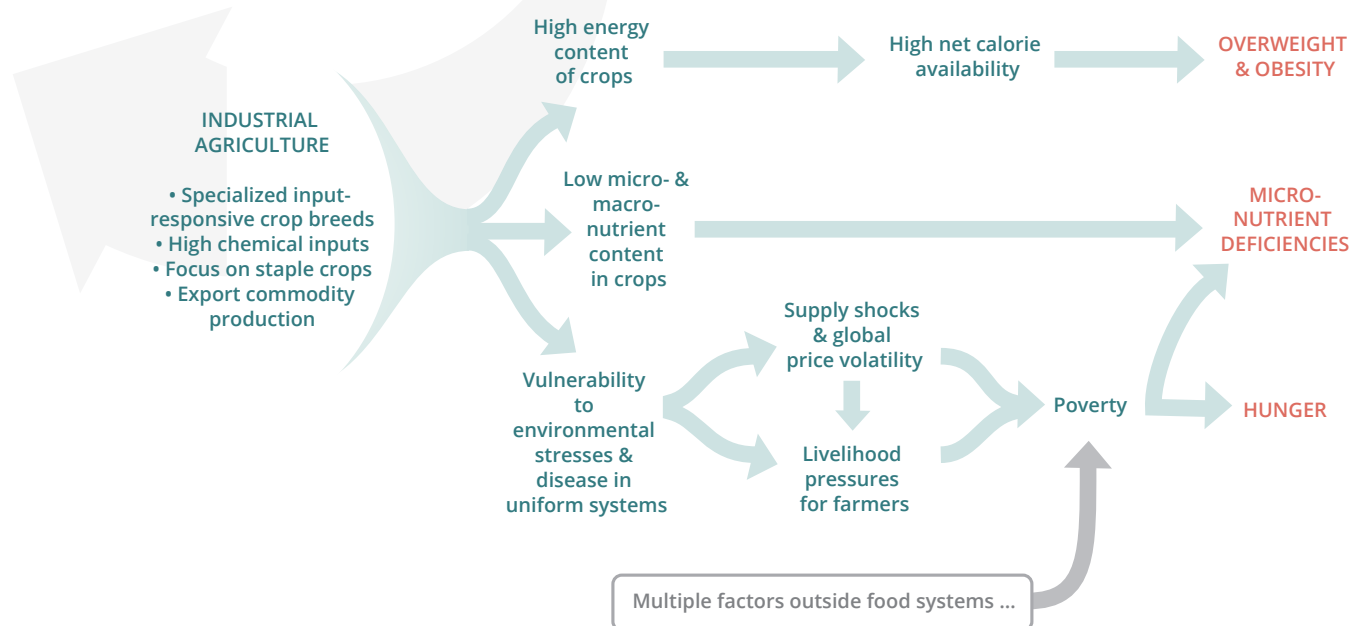 High energy
content
of crops
High net calorie
availability
OVERWEIGHT
& OBESITY
INDUSTRIAL
AGRICULTURE
• Specialized input-
responsive crop breeds
• High chemical inputs
• Focus on staple crops
• Export commodity
production
Low micro- &
macro-
nutrient
content
in crops
MICRO-
NUTRIENT
DEFICIENCIES
Vulnerability
to
environmental
stresses &
disease in
uniform systems
Supply shocks
& global
price volatility
Livelihood
pressures
for farmers
Poverty
HUNGER
Multiple factors outside food systems ...